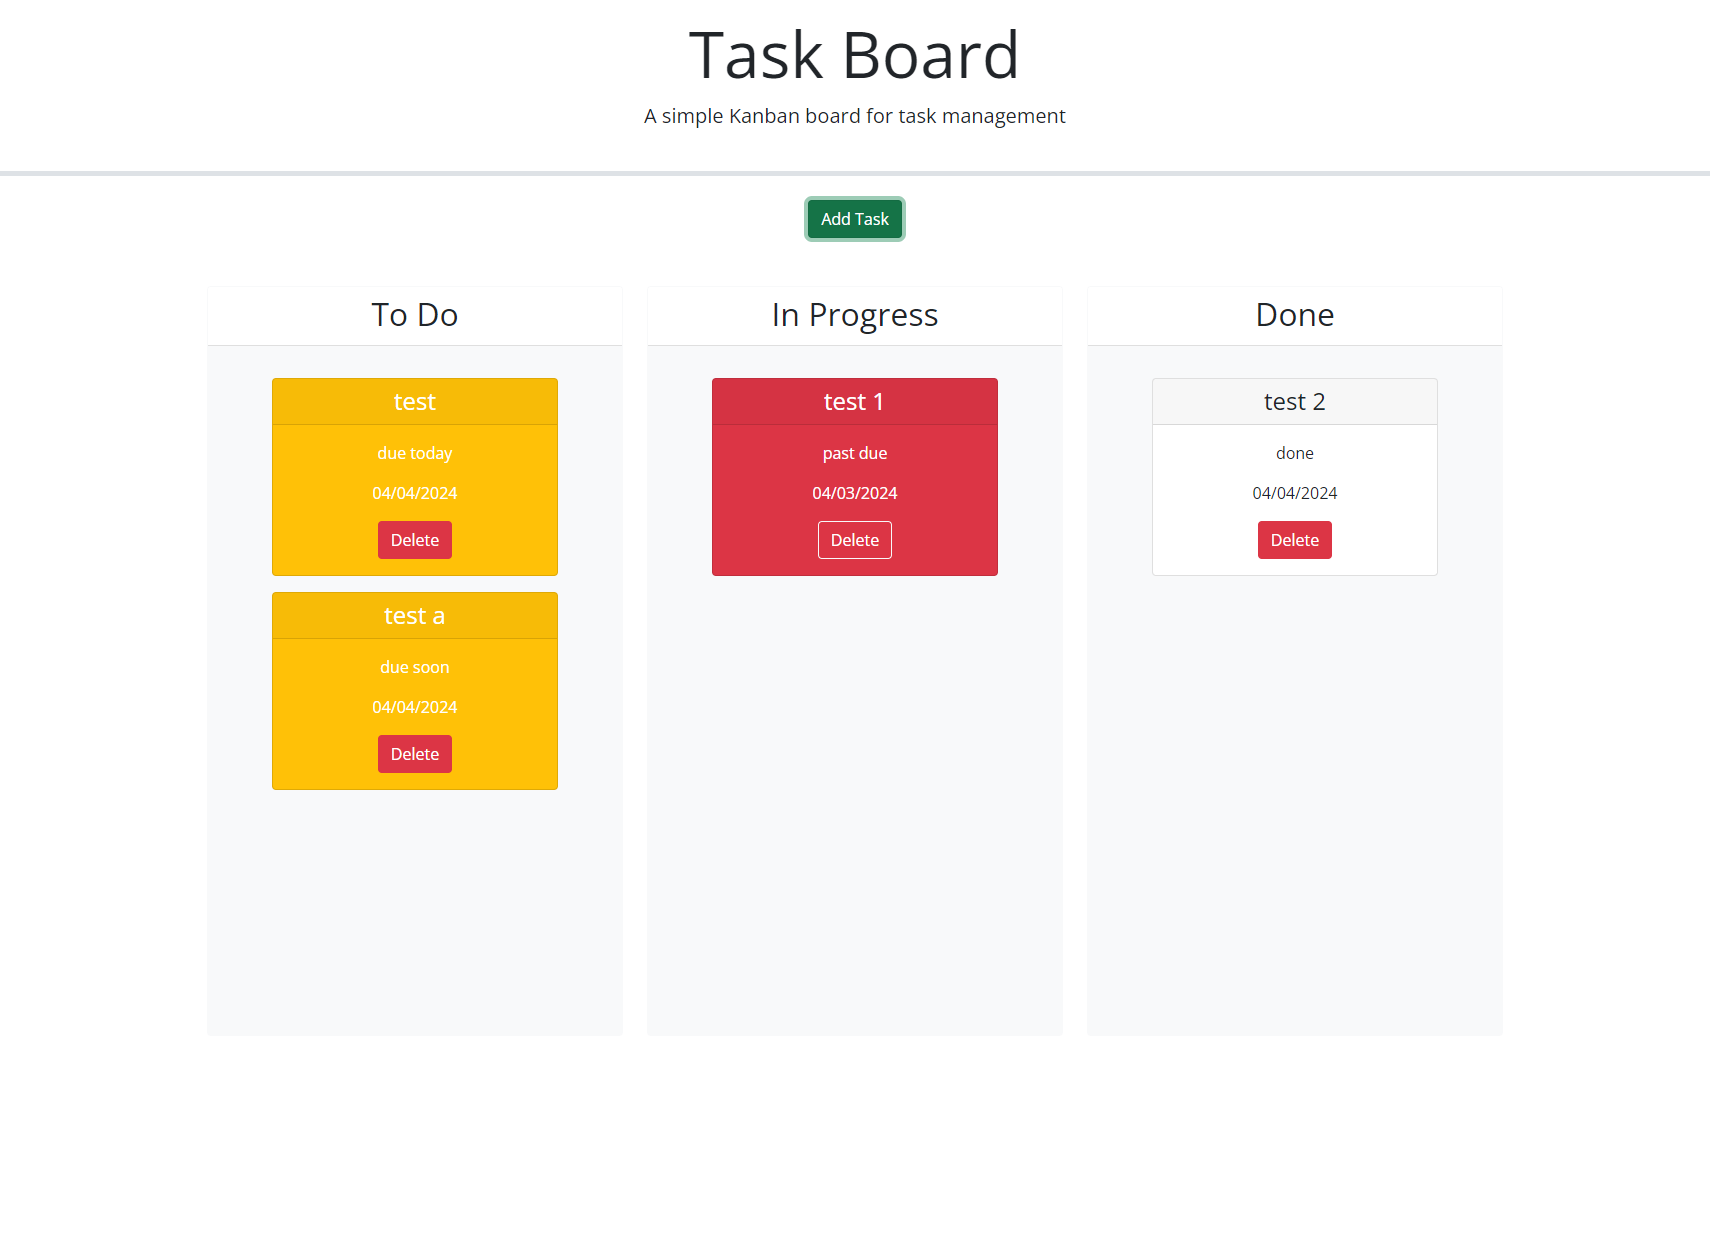 Task Board
A simple Kanban board for task management
Add Task
To Do
test
due today
04/04/2024
Delete
test a
due soon
04/04/2024
Delete
In Progress
test 1
past due
04/03/2024
Delete
Done
test 2
done
04/04/2024
Delete